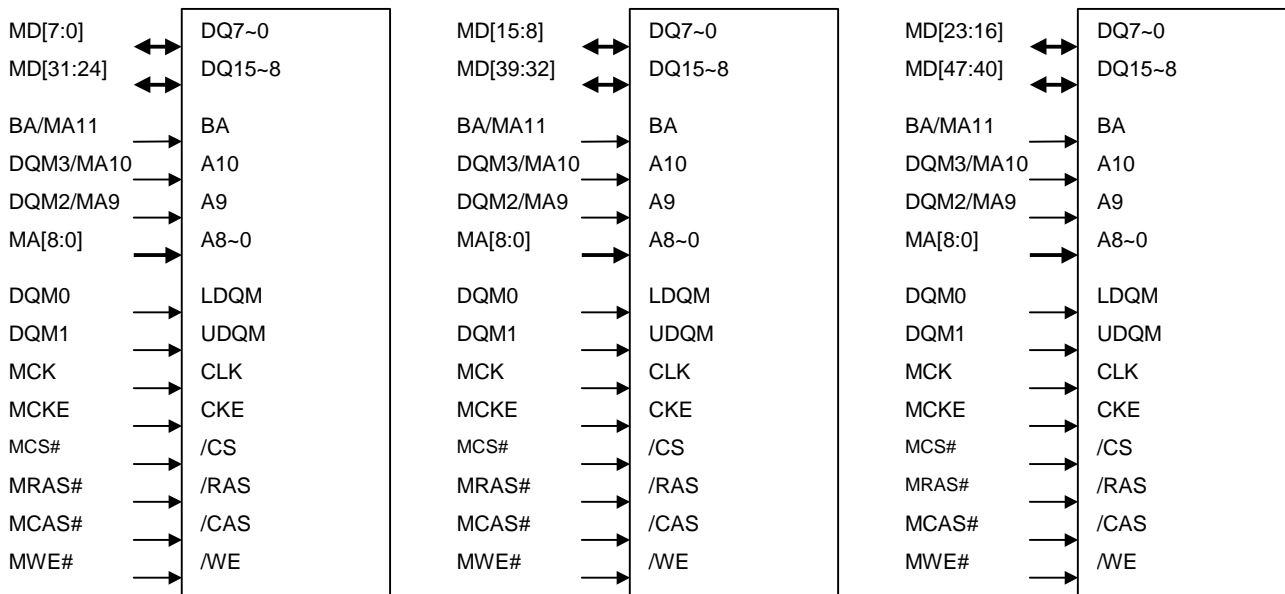 MD[7:0] DQ7~0 MD[15:8] DQ7~0 MD[23:16] DQ7~0
MD[31:24] DQ15~8 MD[39:32] DQ15~8 MD[47:40] DQ15~8
BA/MA11 BA BA/MA11 BA BA/MA11 BA
DQM3/MA10 A10 DQM3/MA10 A10 DQM3/MA10 A10
DQM2/MA9 A9 DQM2/MA9 A9 DQM2/MA9 A9
MA[8:0] A8~0 MA[8:0] A8~0 MA[8:0] A8~0
DQM0 LDQM DQM0 LDQM DQM0 LDQM
DQM1 UDQM DQM1 UDQM DQM1 UDQM
MCK CLK MCK CLK MCK CLK
MCKE CKE MCKE CKE MCKE CKE
MCS# /CS MCS# /CS MCS# /CS
MRAS# /RAS MRAS# /RAS MRAS# /RAS
MCAS# /CAS MCAS# /CAS MCAS# /CAS
MWE# /WE MWE# /WE MWE# /WE